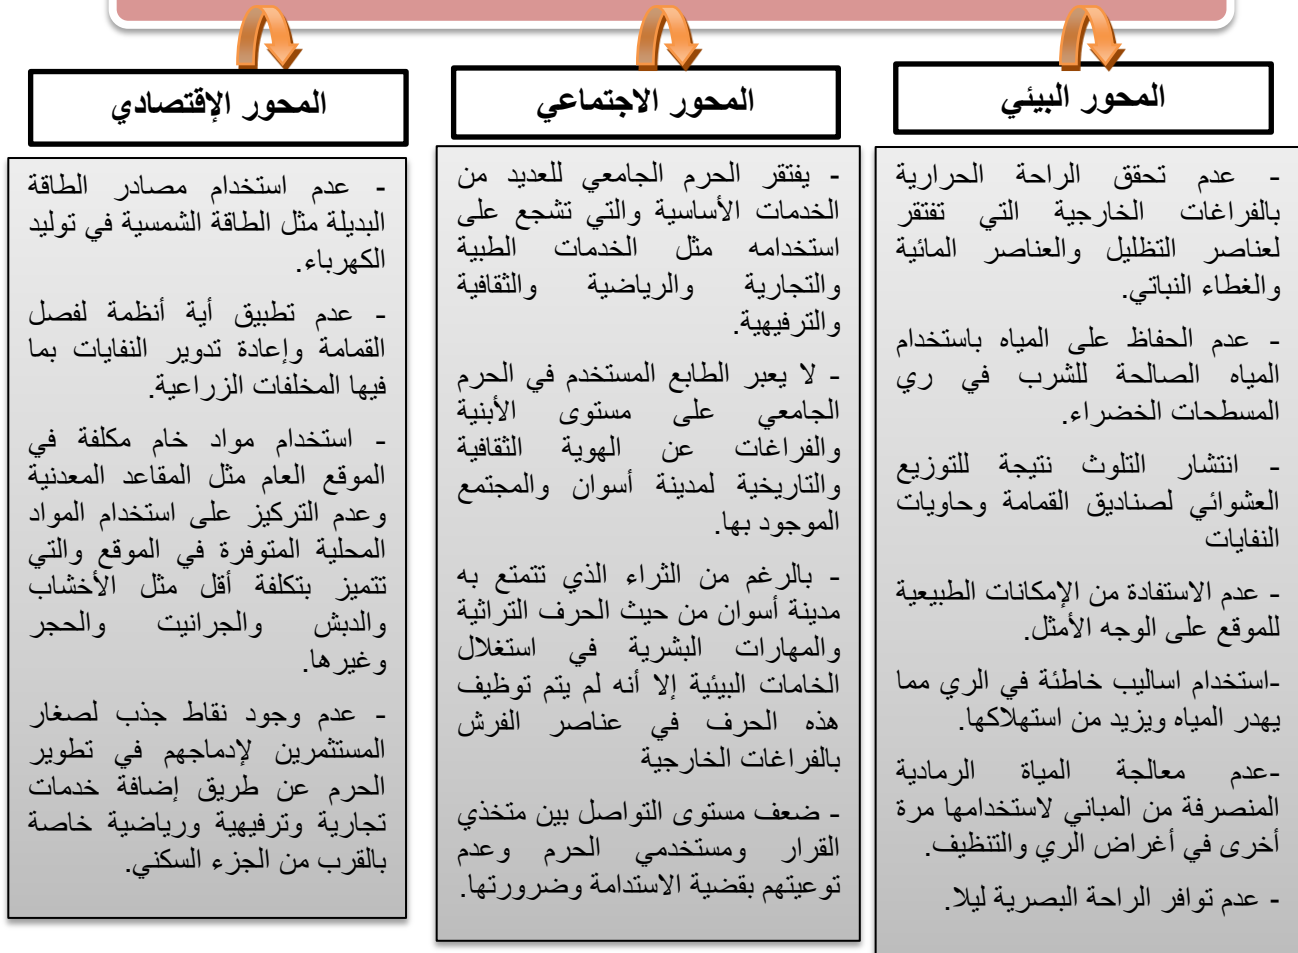 المحور البيئي
- عدم تحقق الراحة الحرارية
بالفراغات الخارجية التي تفتقر
لعناصر التظليل والعناصر المائية
والغطاء النباتي.
- عدم الحفاظ على المياه باستخدام
المياه الصالحة للشرب في ري
المسطحات الخضراء.
- انتشار التلوث نتيجة للتوزيع
العشوائي لصناديق القمامة وحاويات
النفايات
- عدم الاستفادة من الإمكانات الطبيعية
للموقع على الوجه الأمثل.
-استخدام اساليب خاطئة في الري مما
يهدر المياه ويزيد من استهلاكها.
-عدم معالجة المياة الرمادية
المنصرفة من المباني لاستخدامها مرة
أخرى في أغراض الري والتنظيف.
- عدم توافر الراحة البصرية ليلا.
المحور الاجتماعي
- يفتقر الحرم الجامعي للعديد من
الخدمات الأساسية والتي تشجع على
استخدامه مثل الخدمات الطبية
والتجارية والرياضية والثقافية
والترفيهية.
- لا يعبر الطابع المستخدم في الحرم
الجامعي على مستوى الأبنية
والفراغات عن الهوية الثقافية
والتاريخية لمدينة أسوان والمجتمع
الموجود بها.
- بالرغم من الثراء الذي تتمتع به
مدينة أسوان من حيث الحرف التراثية
والمهارات البشرية في استغلال
الخامات البيئية إلا أنه لم يتم توظيف
هذه الحرف في عناصر الفرش
بالفراغات الخارجية
- ضعف مستوى التواصل بين متخذي
القرار ومستخدمي الحرم وعدم
توعيتهم بقضية الاستدامة وضرورتها.
المحور الإقتصادي
- عدم استخدام مصادر الطاقة
البديلة مثل الطاقة الشمسية في توليد
الكهرباء.
- عدم تطبيق أية أنظمة لفصل
القمامة وإعادة تدوير النفايات بما
فيها المخلفات الزراعية.
- استخدام مواد خام مكلفة في
الموقع العام مثل المقاعد المعدنية
وعدم التركيز على استخدام المواد
المحلية المتوفرة في الموقع والتي
تتميز بتكلفة أقل مثل الأخشاب
والدبش والجرانيت والحجر
وغيرها.
- عدم وجود نقاط جذب لصغار
المستثمرين لإدماجهم في تطوير
الحرم عن طريق إضافة خدمات
تجارية وترفيهية ورياضية خاصة
بالقرب من الجزء السكني.